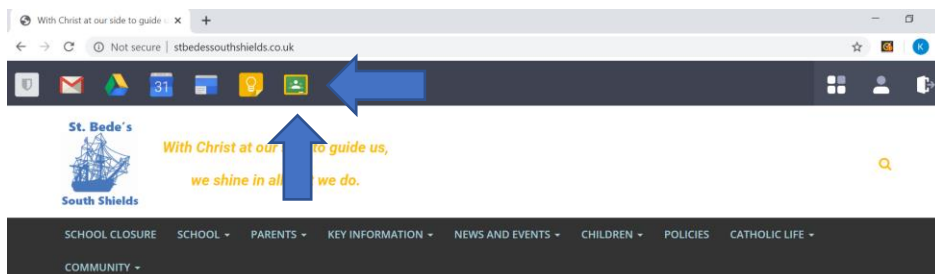 With Christ at our side to guide
Not secure | stbedessouthshields.co.uk
K
31
St. Bede's
South Shields
With Christ at our to guide us,
we shine in all we do.
SCHOOL CLOSURE SCHOOL PARENTS KEY INFORMATION NEWS AND EVENTS CHILDREN POLICIES CATHOLIC LIFE
COMMUNITY